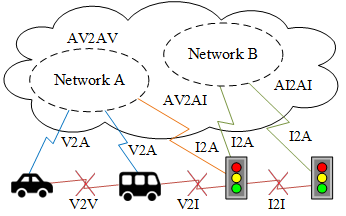 AV2AV
Network B
Network A
AI2AI
AV2AI
V2A
V2A
I2A
I2A
I2A
V2V
V2I
I2I